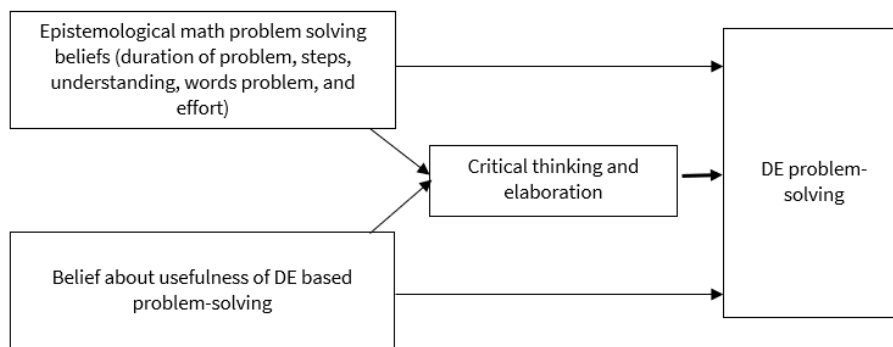 Epistemological math problem solving
beliefs (duration of problem, steps,
understanding, words problem, and
effort)
Critical thinking and
elaboration
DE problem-
solving
Belief about usefulness of DE based
problem-solving